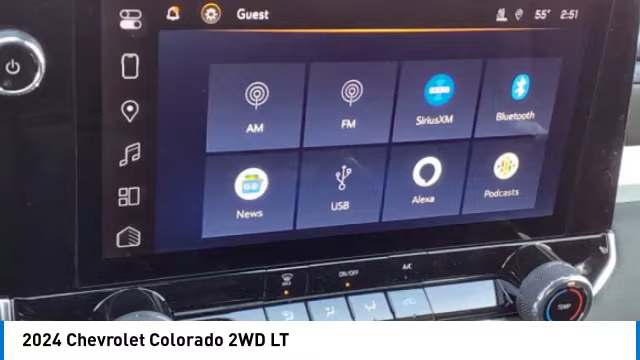 Guest 55° 2:51
AM FM SiriusXM Bluetooth
News USB Alexa Podcasts
ON/OFF A/C
TEMP
2024 Chevrolet Colorado 2WD LT